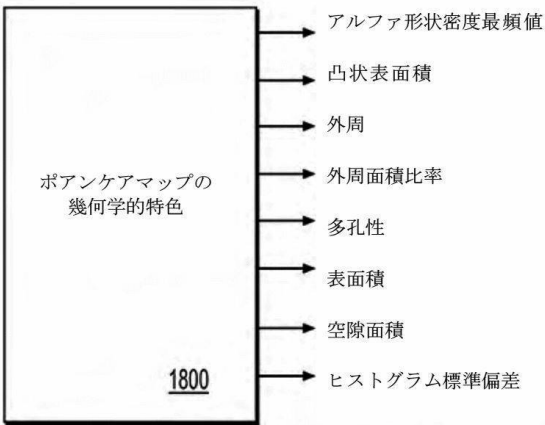 アルファ形状密度最頻値
凸状表面積
外周
ポアンケアマップの
幾何学的特色
外周面積比率
多孔性
表面積
空隙面積
1800
ヒストグラム標準偏差